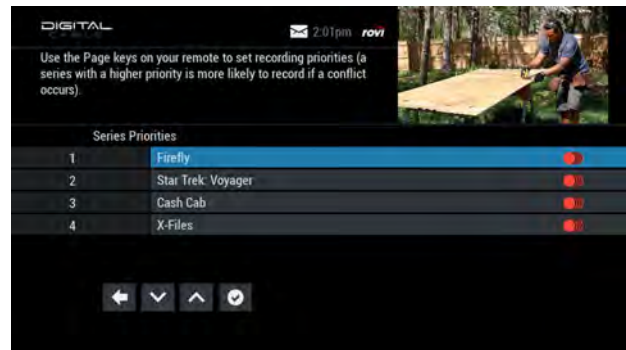 DIGITAL
2:01pm rovi
Use the Page keys on your remote to set recording priorities (a
series with a higher priority is more likely to record if a conflict
occurs).
Series Priorities
1 Firefly
2 Star Trek: Voyager
3 Cash Cab
4 X-Files